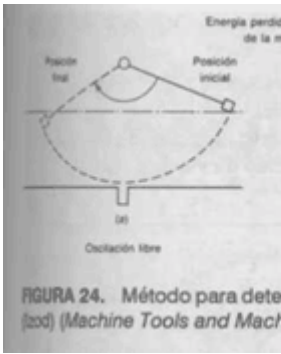 Energía perdid
de la m
Posición
final
Posición
inicial
(a)
Oscilación libre
FIGURA 24. Método para dete
(Izod) (Machine Tools and Mach